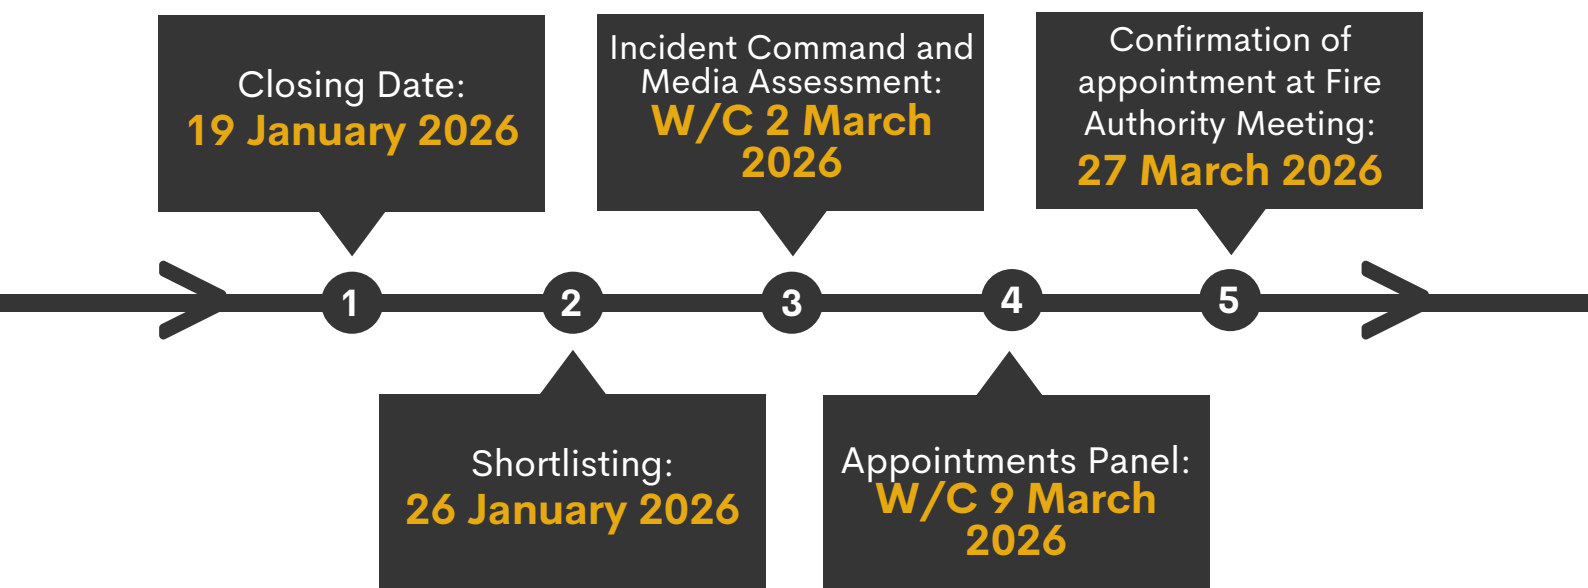 Closing Date:
19 January 2026
Incident Command and
Media Assessment:
W/C 2 March
2026
Confirmation of
appointment at Fire
Authority Meeting:
27 March 2026
1
2
3
4
5
Shortlisting:
26 January 2026
Appointments Panel:
W/C 9 March
2026